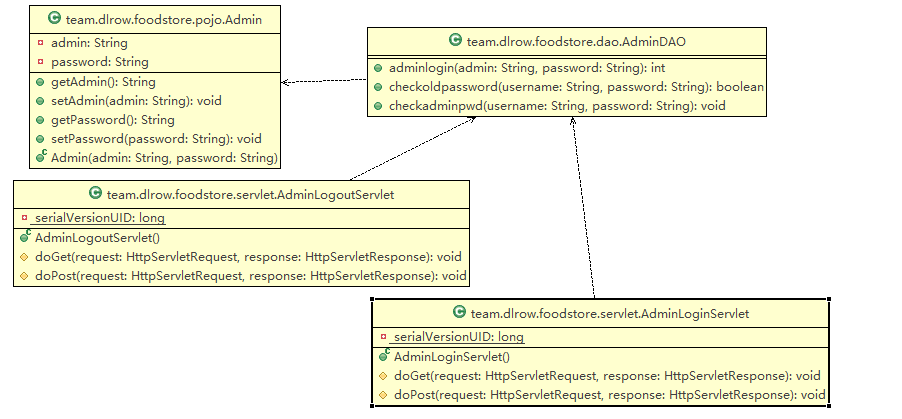 team.dlrow.foodstore.pojo.Admin
admin: String
password: String
getAdmin(): String
setAdmin(admin: String): void
getPassword(): String
setPassword(password: String): void
Admin(admin: String, password: String)
team.dlrow.foodstore.dao.AdminDAO
adminlogin(admin: String, password: String): int
checkoldpassword(username: String, password: String): boolean
checkadminpwd(username: String, password: String): void
team.dlrow.foodstore.servlet.AdminLogoutServlet
serialVersionUID: long
AdminLogoutServlet()
doGet(request: HttpServletRequest, response: HttpServletResponse): void
doPost(request: HttpServletRequest, response: HttpServletResponse): void
team.dlrow.foodstore.servlet.AdminLoginServlet
serialVersionUID: long
AdminLoginServlet()
doGet(request: HttpServletRequest, response: HttpServletResponse): void
doPost(request: HttpServletRequest, response: HttpServletResponse): void